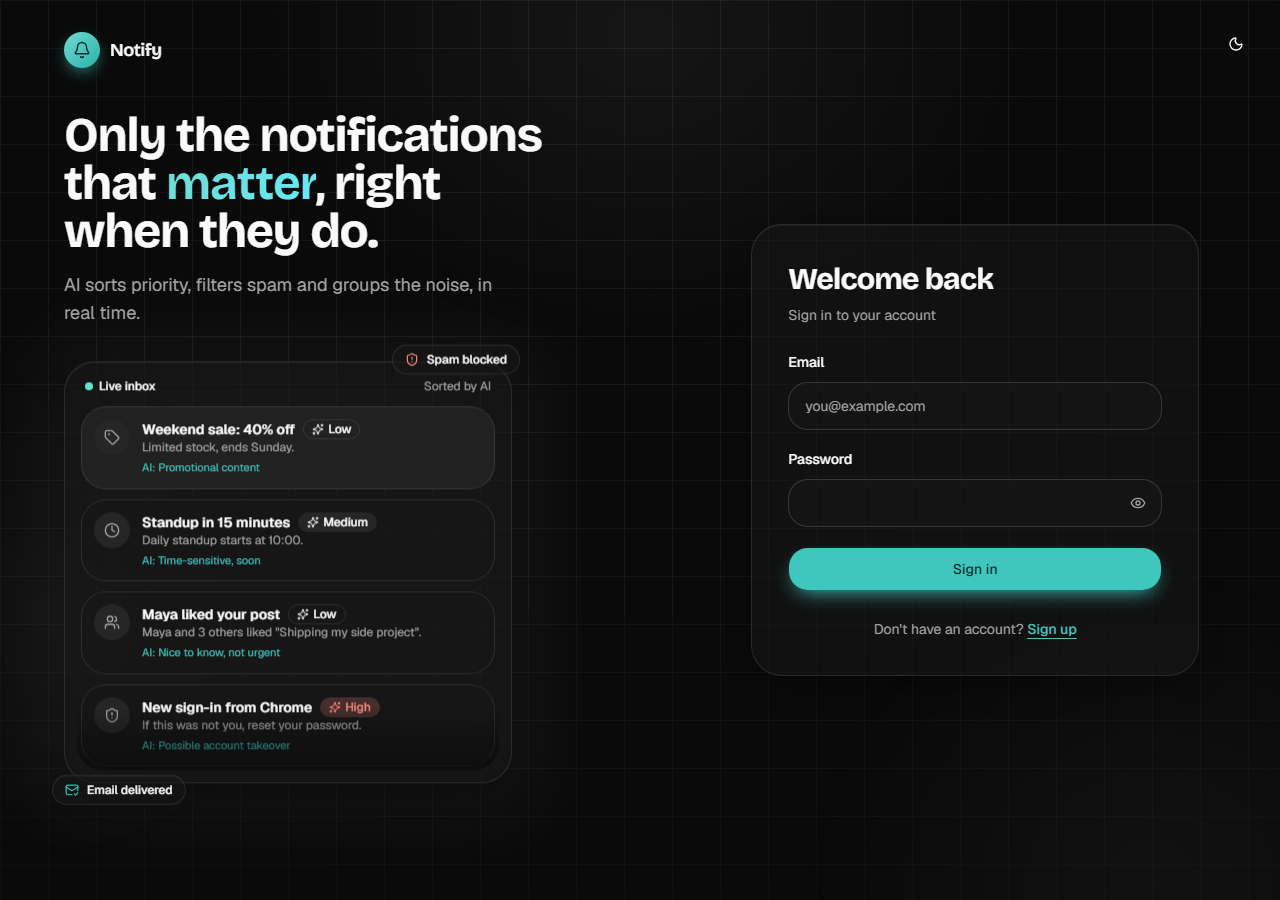 Notify
Only the notifications
that matter, right
when they do.
AI sorts priority, filters spam and groups the noise, in
real time.
Spam blocked
Live inbox
Sorted by AI
Weekend sale: 40% off
Low
Limited stock, ends Sunday.
AI: Promotional content
Standup in 15 minutes
Medium
Daily standup starts at 10:00.
AI: Time-sensitive, soon
Maya liked your post
Low
Maya and 3 others liked "Shipping my side project".
AI: Nice to know, not urgent
New sign-in from Chrome
High
If this was not you, reset your password.
AI: Possible account takeover
Email delivered
Welcome back
Sign in to your account
Email
you@example.com
Password
Sign in
Don't have an account? Sign up